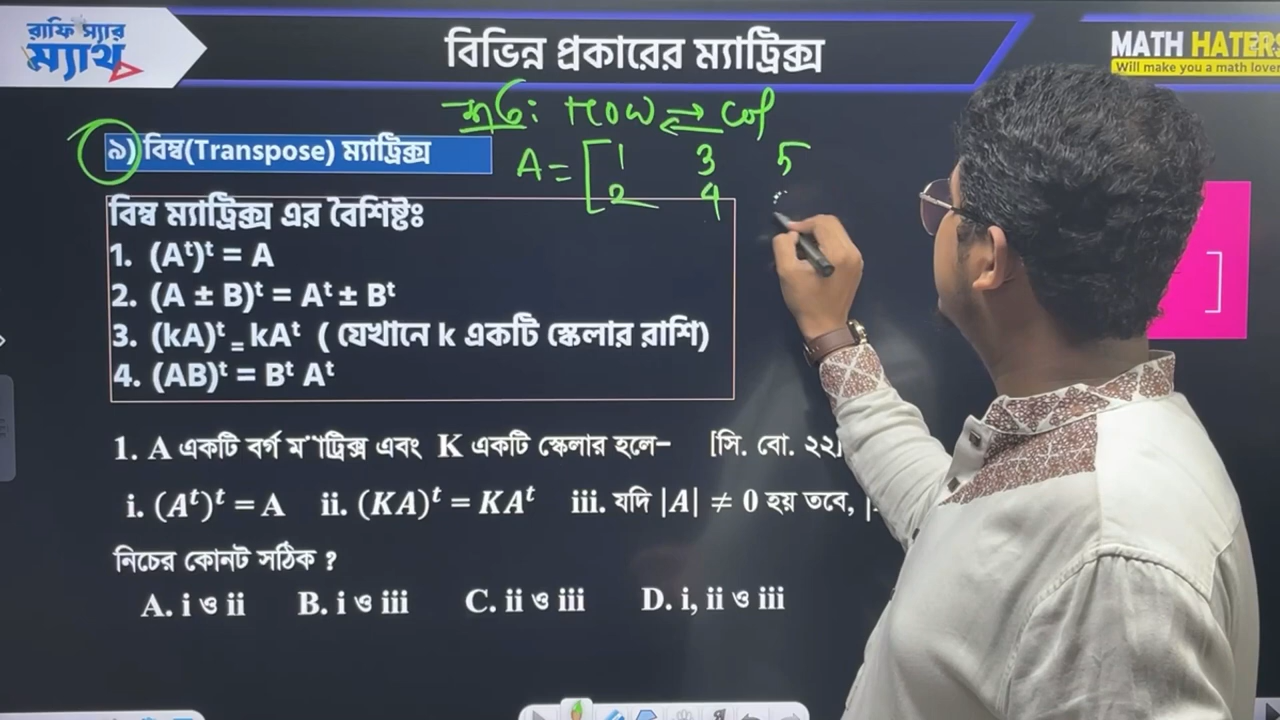 রাফি স্যার
ম্যাথ
বিভিন্ন প্রকারের ম্যাট্রিক্স
MATH HATERS
Will make you a math lover
শর্ত: row ⇄ col
৯) বিম্ব(Transpose) ম্যাট্রিক্স
A = [1 3 5
2 4
বিম্ব ম্যাট্রিক্স এর বৈশিষ্টঃ
1. (Aᵗ)ᵗ = A
2. (A ± B)ᵗ = Aᵗ ± Bᵗ
3. (kA)ᵗ = kAᵗ ( যেখানে k একটি স্কেলার রাশি)
4. (AB)ᵗ = Bᵗ Aᵗ
1. A একটি বর্গ ম্যাট্রিক্স এবং K একটি স্কেলার হলে– [সি. বো. ২২]
i. (Aᵗ)ᵗ = A ii. (KA)ᵗ = KAᵗ iii. যদি |A| ≠ 0 হয় তবে, |
নিচের কোনট সঠিক ?
A. i ও ii B. i ও iii C. ii ও iii D. i, ii ও iii